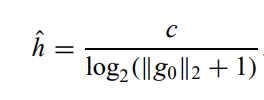 ĥ = c / log₂(‖g₀‖₂ + 1)